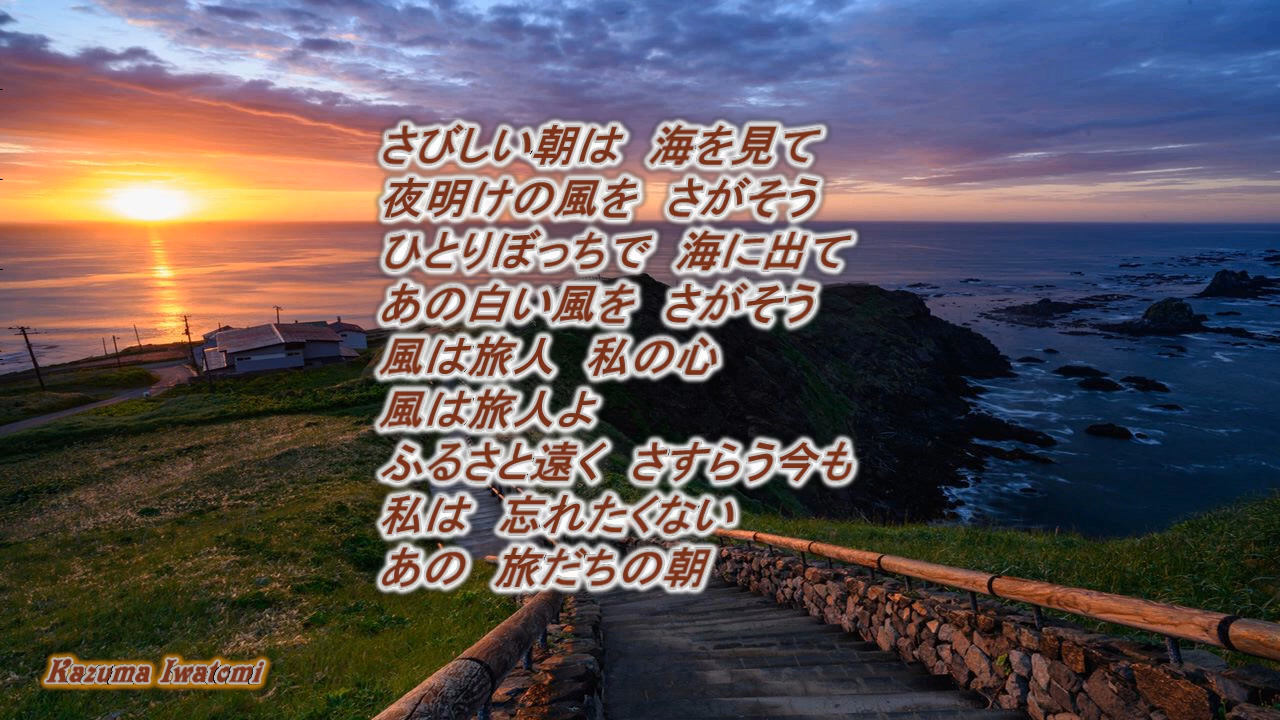 さびしい朝は　海を見て
夜明けの風を　さがそう
ひとりぼっちで　海に出て
あの白い風を　さがそう
風は旅人　私の心
風は旅人よ
ふるさと遠く　さすらう今も
私は　忘れたくない
あの　旅だちの朝
Kazuma Iwatomi